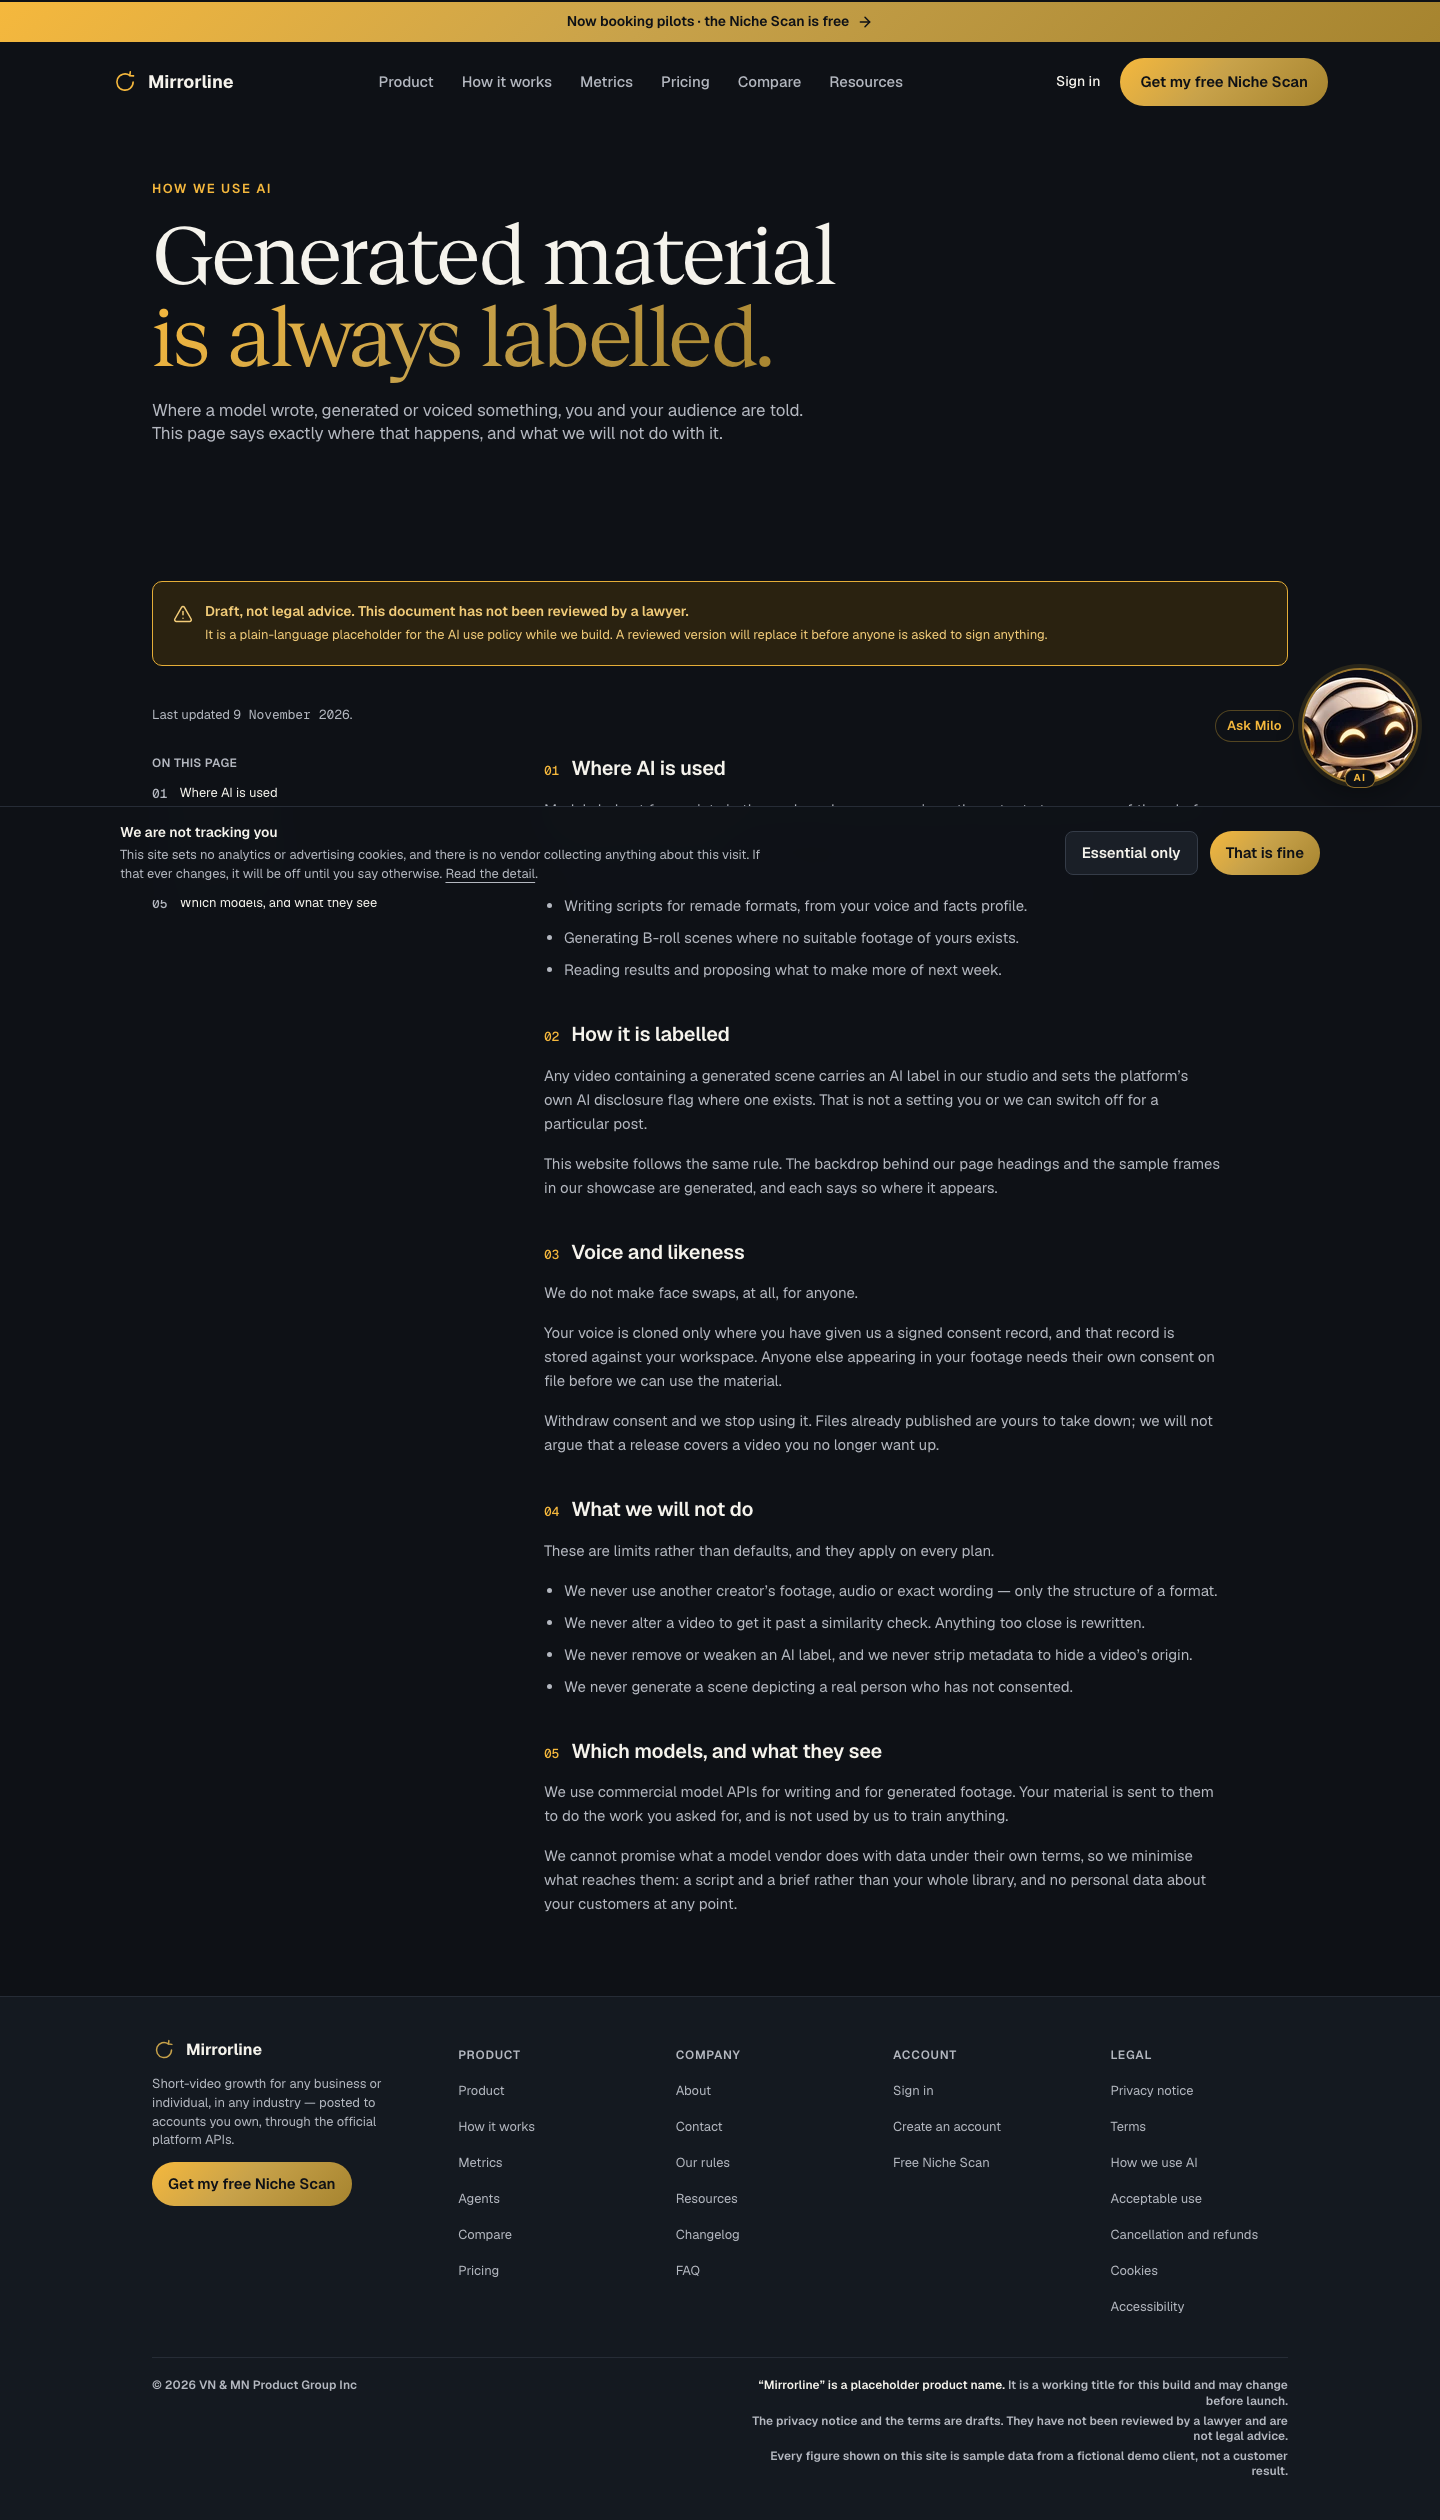 Now booking pilots · the Niche Scan is free →
Mirrorline
Product
How it works
Metrics
Pricing
Compare
Resources
Sign in
Get my free Niche Scan
HOW WE USE AI
Generated material
is always labelled.
Where a model wrote, generated or voiced something, you and your audience are told.
This page says exactly where that happens, and what we will not do with it.
Draft, not legal advice. This document has not been reviewed by a lawyer.
It is a plain-language placeholder for the AI use policy while we build. A reviewed version will replace it before anyone is asked to sign anything.
Last updated 9 November 2026.
Ask Milo
AI
ON THIS PAGE
01 Where AI is used
01 Where AI is used
We are not tracking you
This site sets no analytics or advertising cookies, and there is no vendor collecting anything about this visit. If
that ever changes, it will be off until you say otherwise. Read the detail.
Essential only
That is fine
05 Which models, and what they see
• Writing scripts for remade formats, from your voice and facts profile.
• Generating B-roll scenes where no suitable footage of yours exists.
• Reading results and proposing what to make more of next week.
02 How it is labelled
Any video containing a generated scene carries an AI label in our studio and sets the platform’s
own AI disclosure flag where one exists. That is not a setting you or we can switch off for a
particular post.
This website follows the same rule. The backdrop behind our page headings and the sample frames
in our showcase are generated, and each says so where it appears.
03 Voice and likeness
We do not make face swaps, at all, for anyone.
Your voice is cloned only where you have given us a signed consent record, and that record is
stored against your workspace. Anyone else appearing in your footage needs their own consent on
file before we can use the material.
Withdraw consent and we stop using it. Files already published are yours to take down; we will not
argue that a release covers a video you no longer want up.
04 What we will not do
These are limits rather than defaults, and they apply on every plan.
• We never use another creator’s footage, audio or exact wording — only the structure of a format.
• We never alter a video to get it past a similarity check. Anything too close is rewritten.
• We never remove or weaken an AI label, and we never strip metadata to hide a video’s origin.
• We never generate a scene depicting a real person who has not consented.
05 Which models, and what they see
We use commercial model APIs for writing and for generated footage. Your material is sent to them
to do the work you asked for, and is not used by us to train anything.
We cannot promise what a model vendor does with data under their own terms, so we minimise
what reaches them: a script and a brief rather than your whole library, and no personal data about
your customers at any point.
Mirrorline
Short-video growth for any business or
individual, in any industry — posted to
accounts you own, through the official
platform APIs.
Get my free Niche Scan
PRODUCT
Product
How it works
Metrics
Agents
Compare
Pricing
COMPANY
About
Contact
Our rules
Resources
Changelog
FAQ
ACCOUNT
Sign in
Create an account
Free Niche Scan
LEGAL
Privacy notice
Terms
How we use AI
Acceptable use
Cancellation and refunds
Cookies
Accessibility
© 2026 VN & MN Product Group Inc
“Mirrorline” is a placeholder product name. It is a working title for this build and may change
before launch.
The privacy notice and the terms are drafts. They have not been reviewed by a lawyer and are
not legal advice.
Every figure shown on this site is sample data from a fictional demo client, not a customer
result.